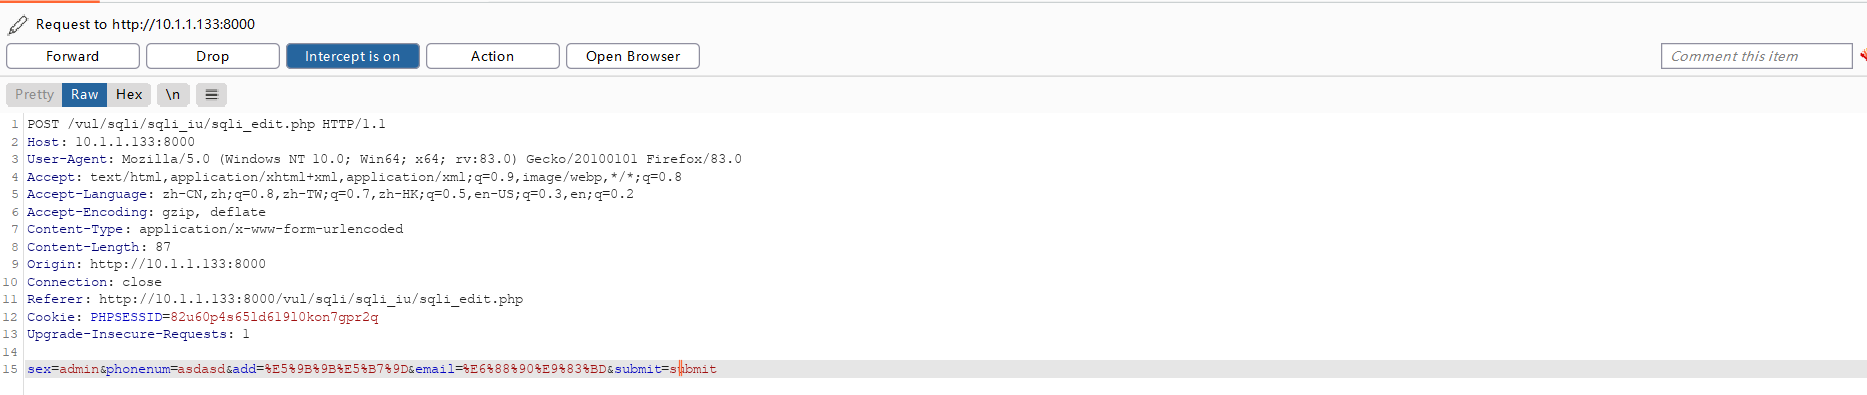 Request to http://10.1.1.133:8000
Forward Drop Intercept is on Action Open Browser Comment this item
Pretty Raw Hex \n
1 POST /vul/sqli/sqli_iu/sqli_edit.php HTTP/1.1
2 Host: 10.1.1.133:8000
3 User-Agent: Mozilla/5.0 (Windows NT 10.0; Win64; x64; rv:83.0) Gecko/20100101 Firefox/83.0
4 Accept: text/html,application/xhtml+xml,application/xml;q=0.9,image/webp,*/*;q=0.8
5 Accept-Language: zh-CN,zh;q=0.8,zh-TW;q=0.7,zh-HK;q=0.5,en-US;q=0.3,en;q=0.2
6 Accept-Encoding: gzip, deflate
7 Content-Type: application/x-www-form-urlencoded
8 Content-Length: 87
9 Origin: http://10.1.1.133:8000
10 Connection: close
11 Referer: http://10.1.1.133:8000/vul/sqli/sqli_iu/sqli_edit.php
12 Cookie: PHPSESSID=82u60p4s65ld619l0kon7gpr2q
13 Upgrade-Insecure-Requests: 1
14
15 sex=admin&phonenum=asdasd&add=%E5%9B%9B%E5%B7%9D&email=%E6%88%90%E9%83%BD&submit=submit